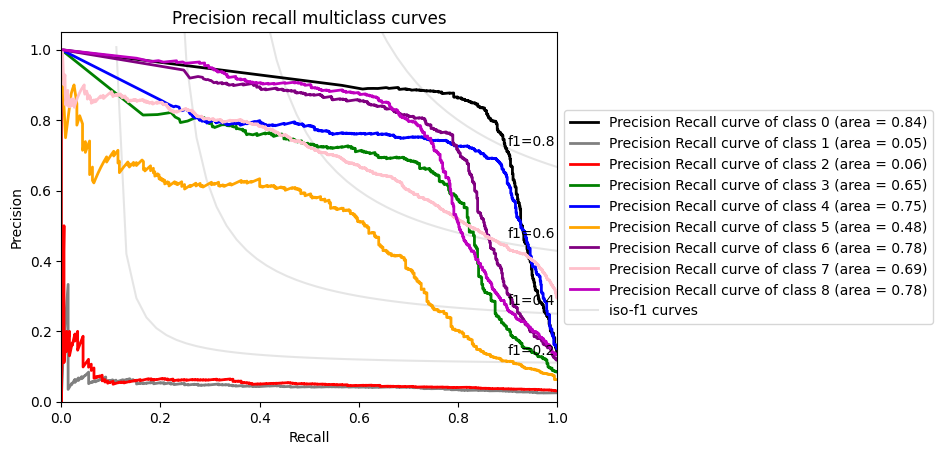 Precision recall multiclass curves
Precision
1.0
0.8
0.6
0.4
0.2
0.0
f1=0.8
f1=0.6
f1=0.4
f1=0.2
0.0 0.2 0.4 0.6 0.8 1.0
Recall
Precision Recall curve of class 0 (area = 0.84)
Precision Recall curve of class 1 (area = 0.05)
Precision Recall curve of class 2 (area = 0.06)
Precision Recall curve of class 3 (area = 0.65)
Precision Recall curve of class 4 (area = 0.75)
Precision Recall curve of class 5 (area = 0.48)
Precision Recall curve of class 6 (area = 0.78)
Precision Recall curve of class 7 (area = 0.69)
Precision Recall curve of class 8 (area = 0.78)
iso-f1 curves